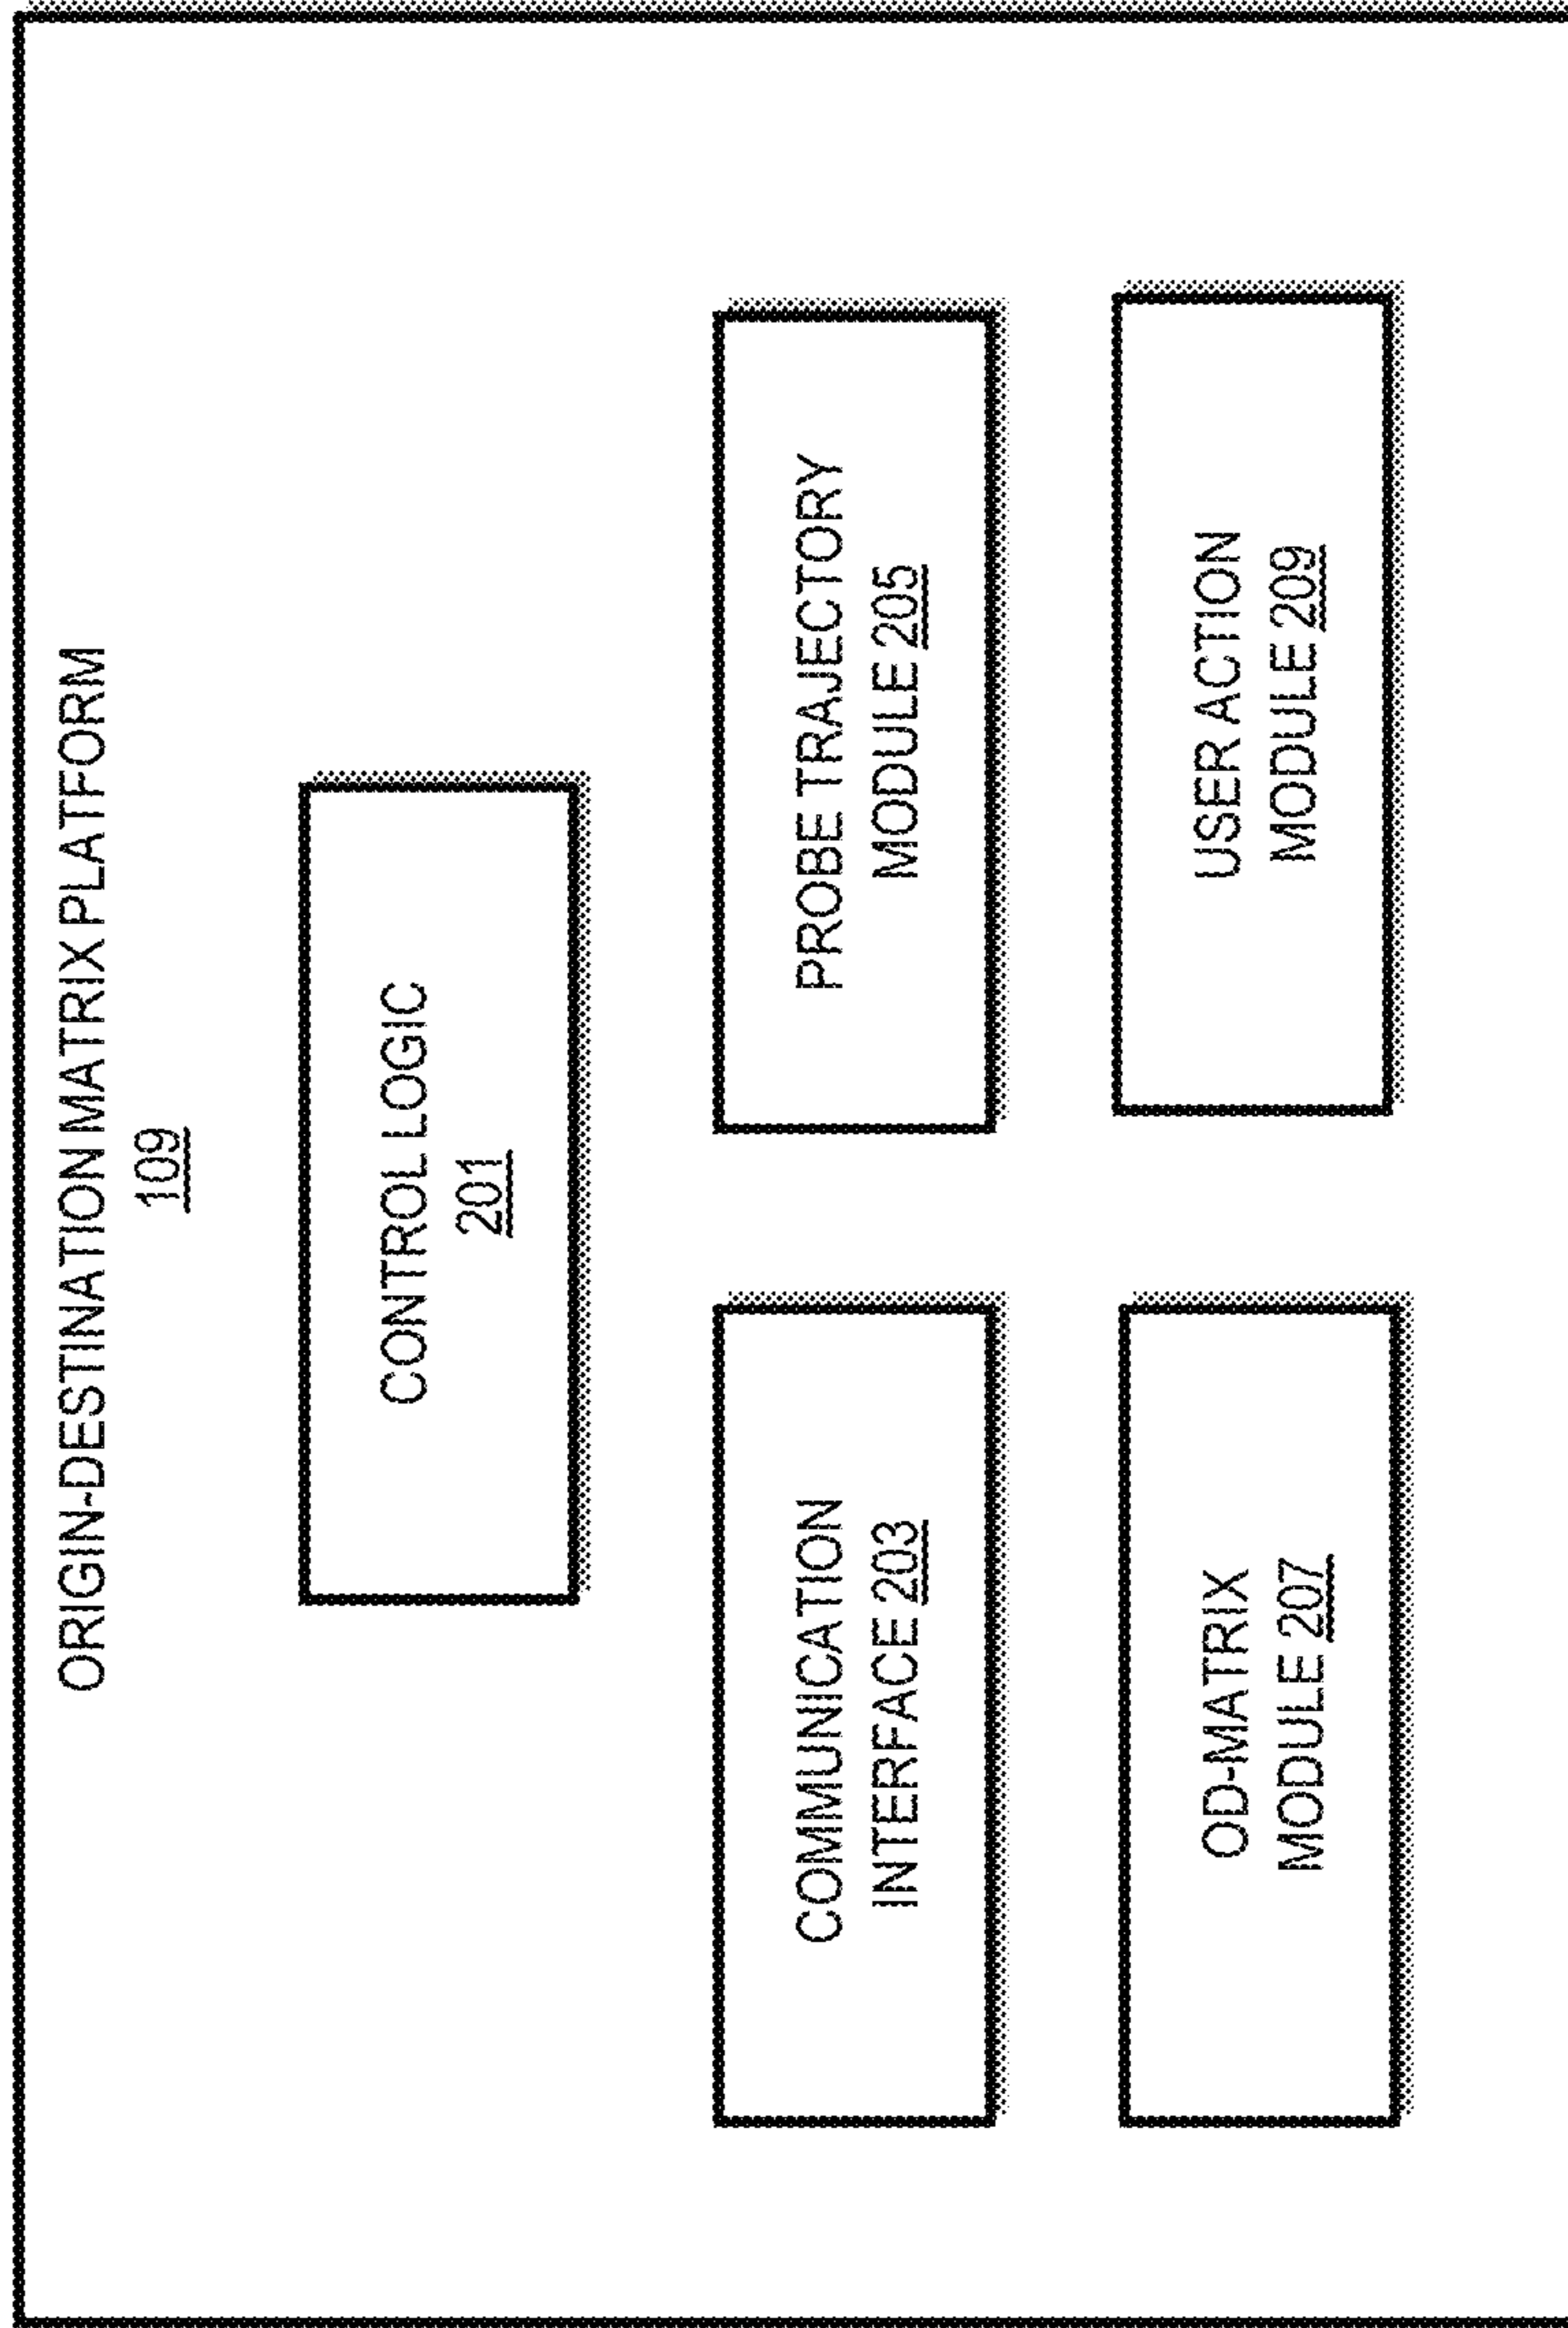 ORIGIN-DESTINATION MATRIX PLATFORM
109
CONTROL LOGIC
201
COMMUNICATION
INTERFACE 203
PROBE TRAJECTORY
MODULE 205
OD-MATRIX
MODULE 207
USER ACTION
MODULE 209